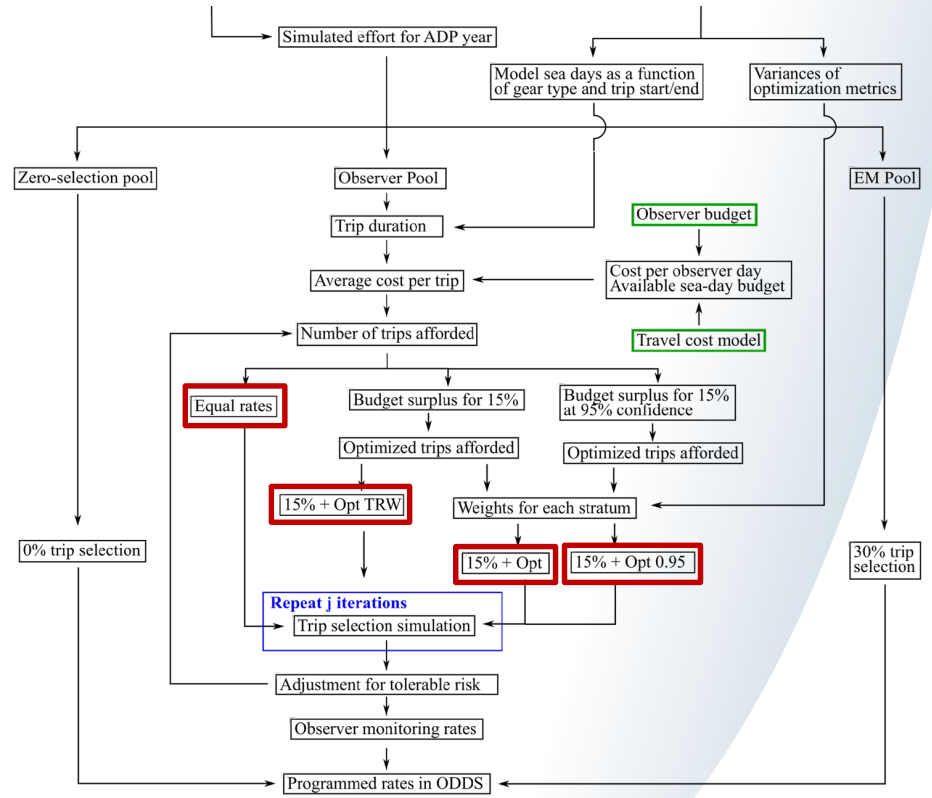 Simulated effort for ADP year
Model sea days as a function
of gear type and trip start/end
Variances of
optimization metrics
Zero-selection pool
Observer Pool
EM Pool
Trip duration
Observer budget
Average cost per trip
Cost per observer day
Available sea-day budget
Number of trips afforded
Travel cost model
Equal rates
Budget surplus for 15%
Budget surplus for 15%
at 95% confidence
Optimized trips afforded
Optimized trips afforded
15% + Opt TRW
Weights for each stratum
0% trip selection
15% + Opt
15% + Opt 0.95
30% trip
selection
Repeat j iterations
Trip selection simulation
Adjustment for tolerable risk
Observer monitoring rates
Programmed rates in ODDS